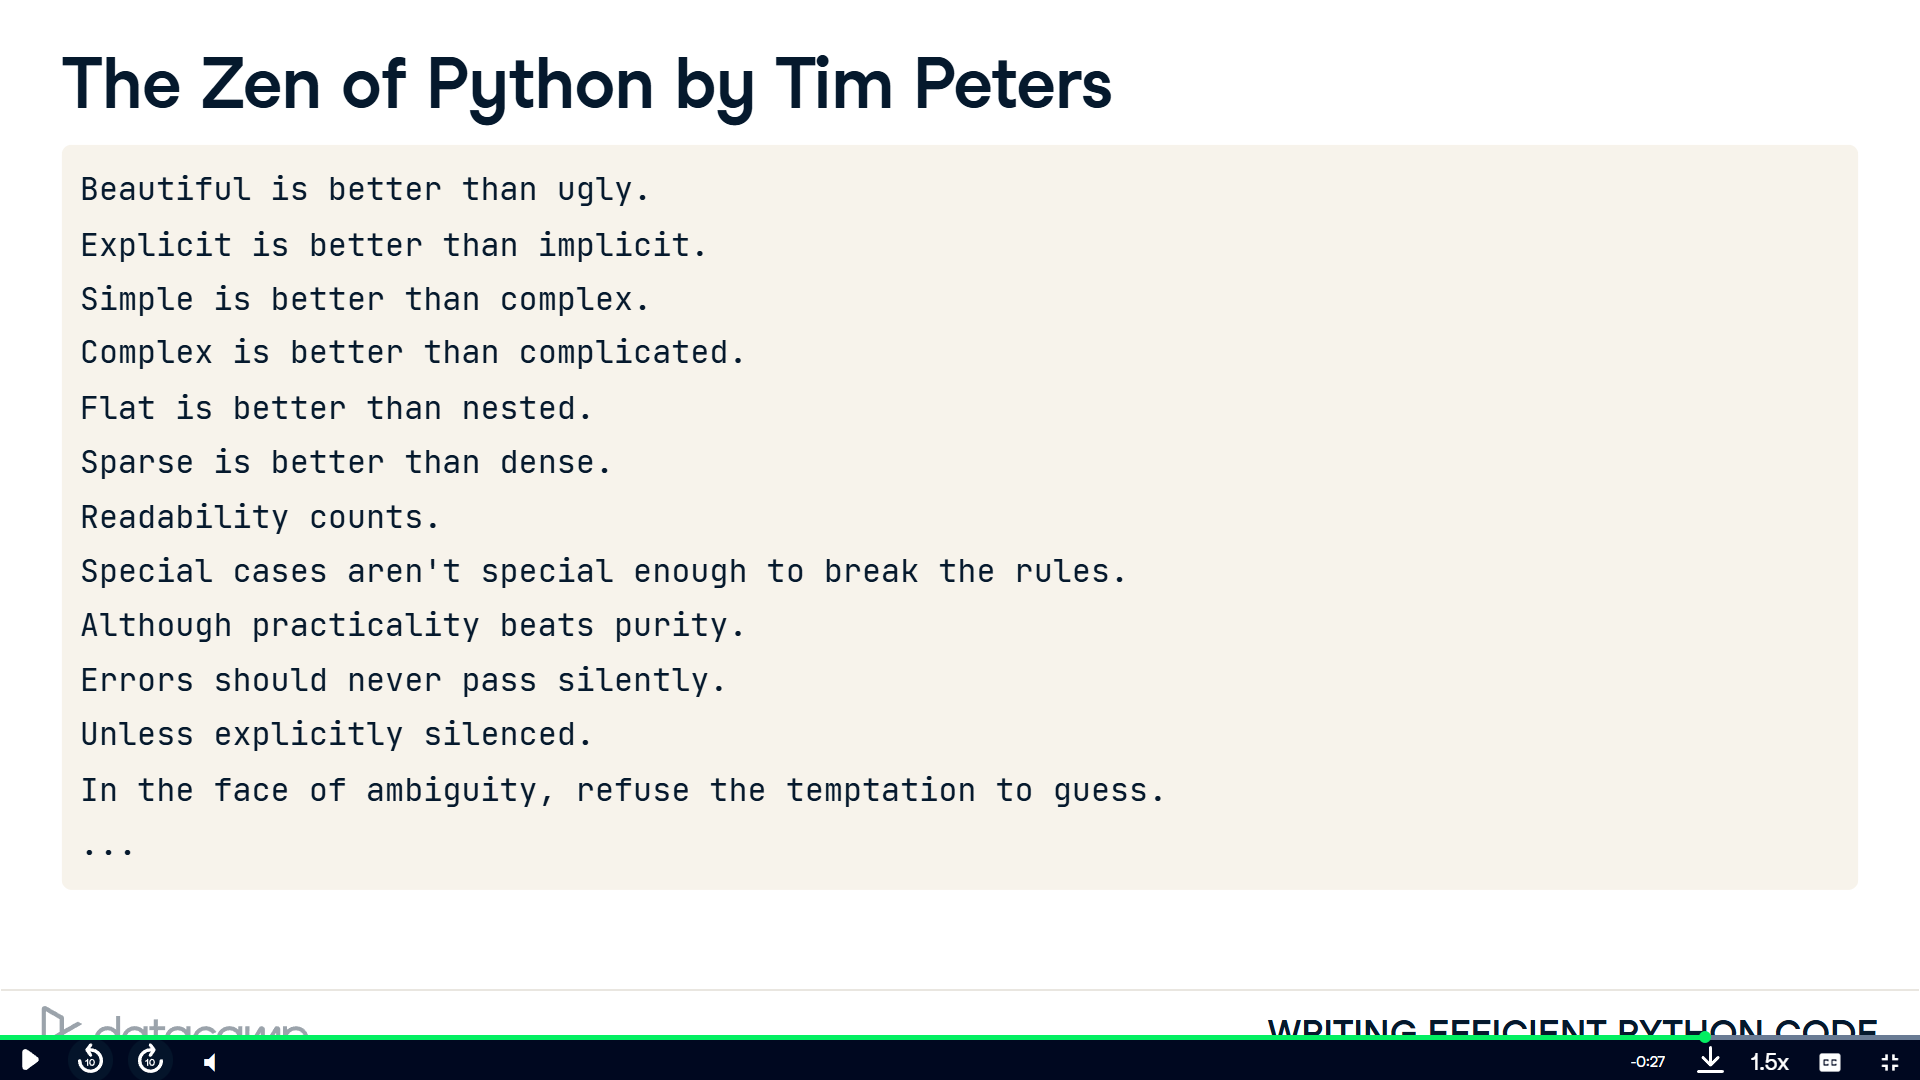 The Zen of Python by Tim Peters
Beautiful is better than ugly.
Explicit is better than implicit.
Simple is better than complex.
Complex is better than complicated.
Flat is better than nested.
Sparse is better than dense.
Readability counts.
Special cases aren't special enough to break the rules.
Although practicality beats purity.
Errors should never pass silently.
Unless explicitly silenced.
In the face of ambiguity, refuse the temptation to guess.
...
datacamp
WRITING EFFICIENT PYTHON CODE
10 10 -0:27 1.5x CC